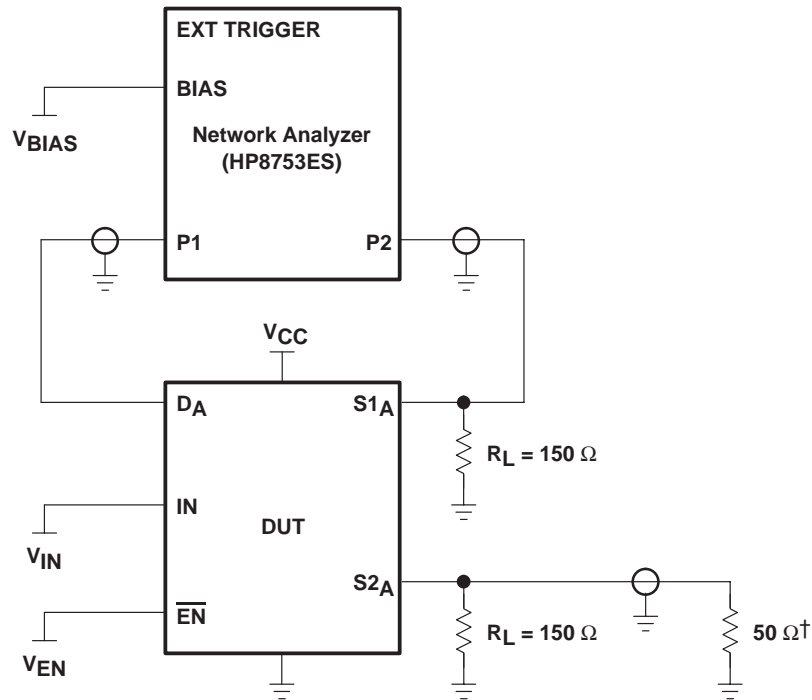 EXT TRIGGER
BIAS
VBIAS
Network Analyzer
(HP8753ES)
P1
P2
VCC
DA
S1A
RL = 150 Ω
IN
DUT
VIN
S2A
EN
RL = 150 Ω
50 Ω†
VEN